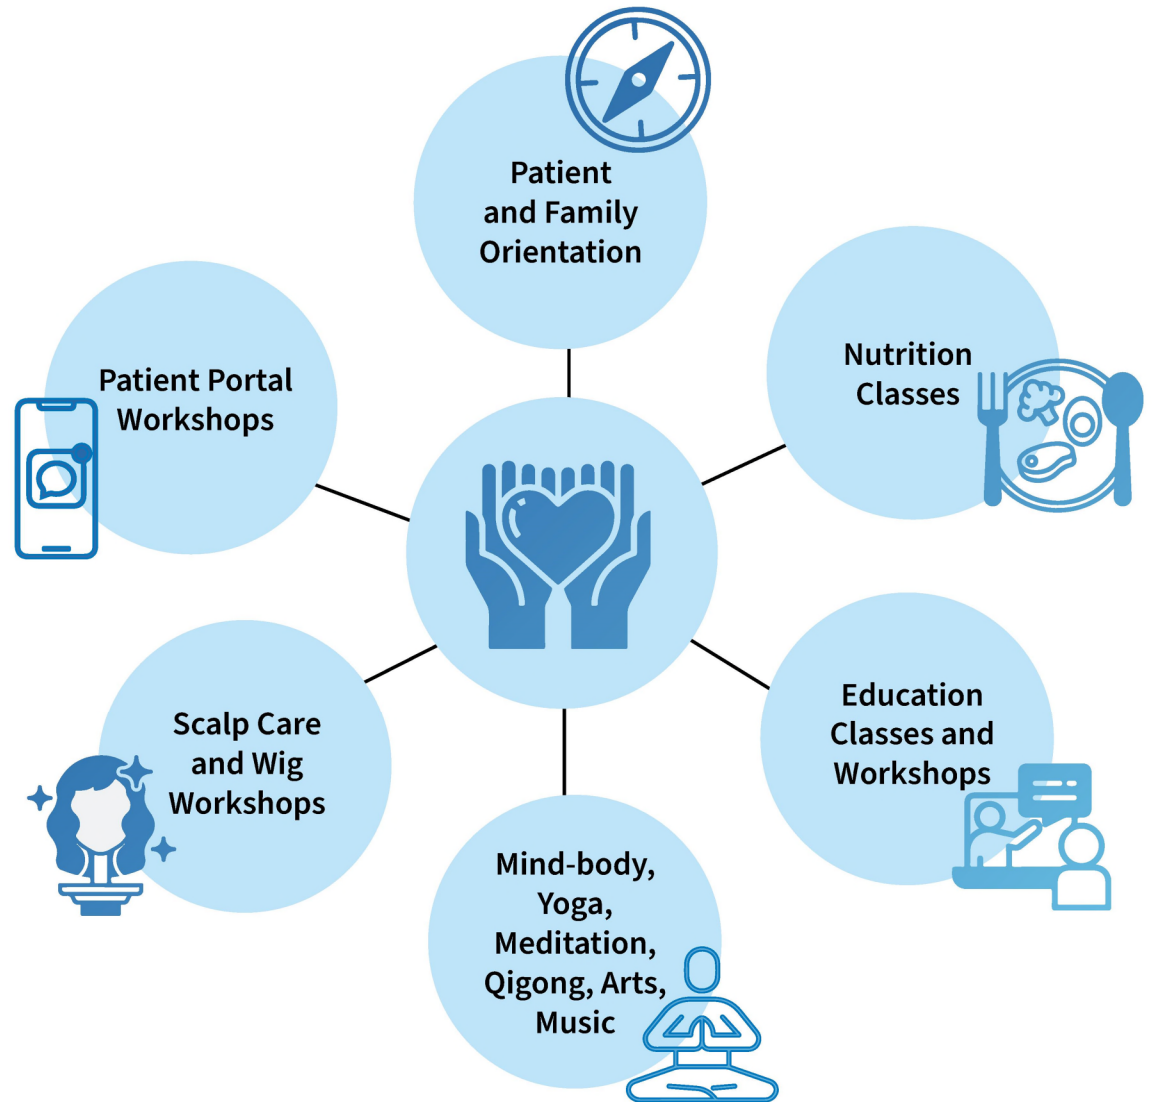 Patient
and Family
Orientation
Nutrition
Classes
Education
Classes and
Workshops
Mind-body,
Yoga,
Meditation,
Qigong, Arts,
Music
Scalp Care
and Wig
Workshops
Patient Portal
Workshops